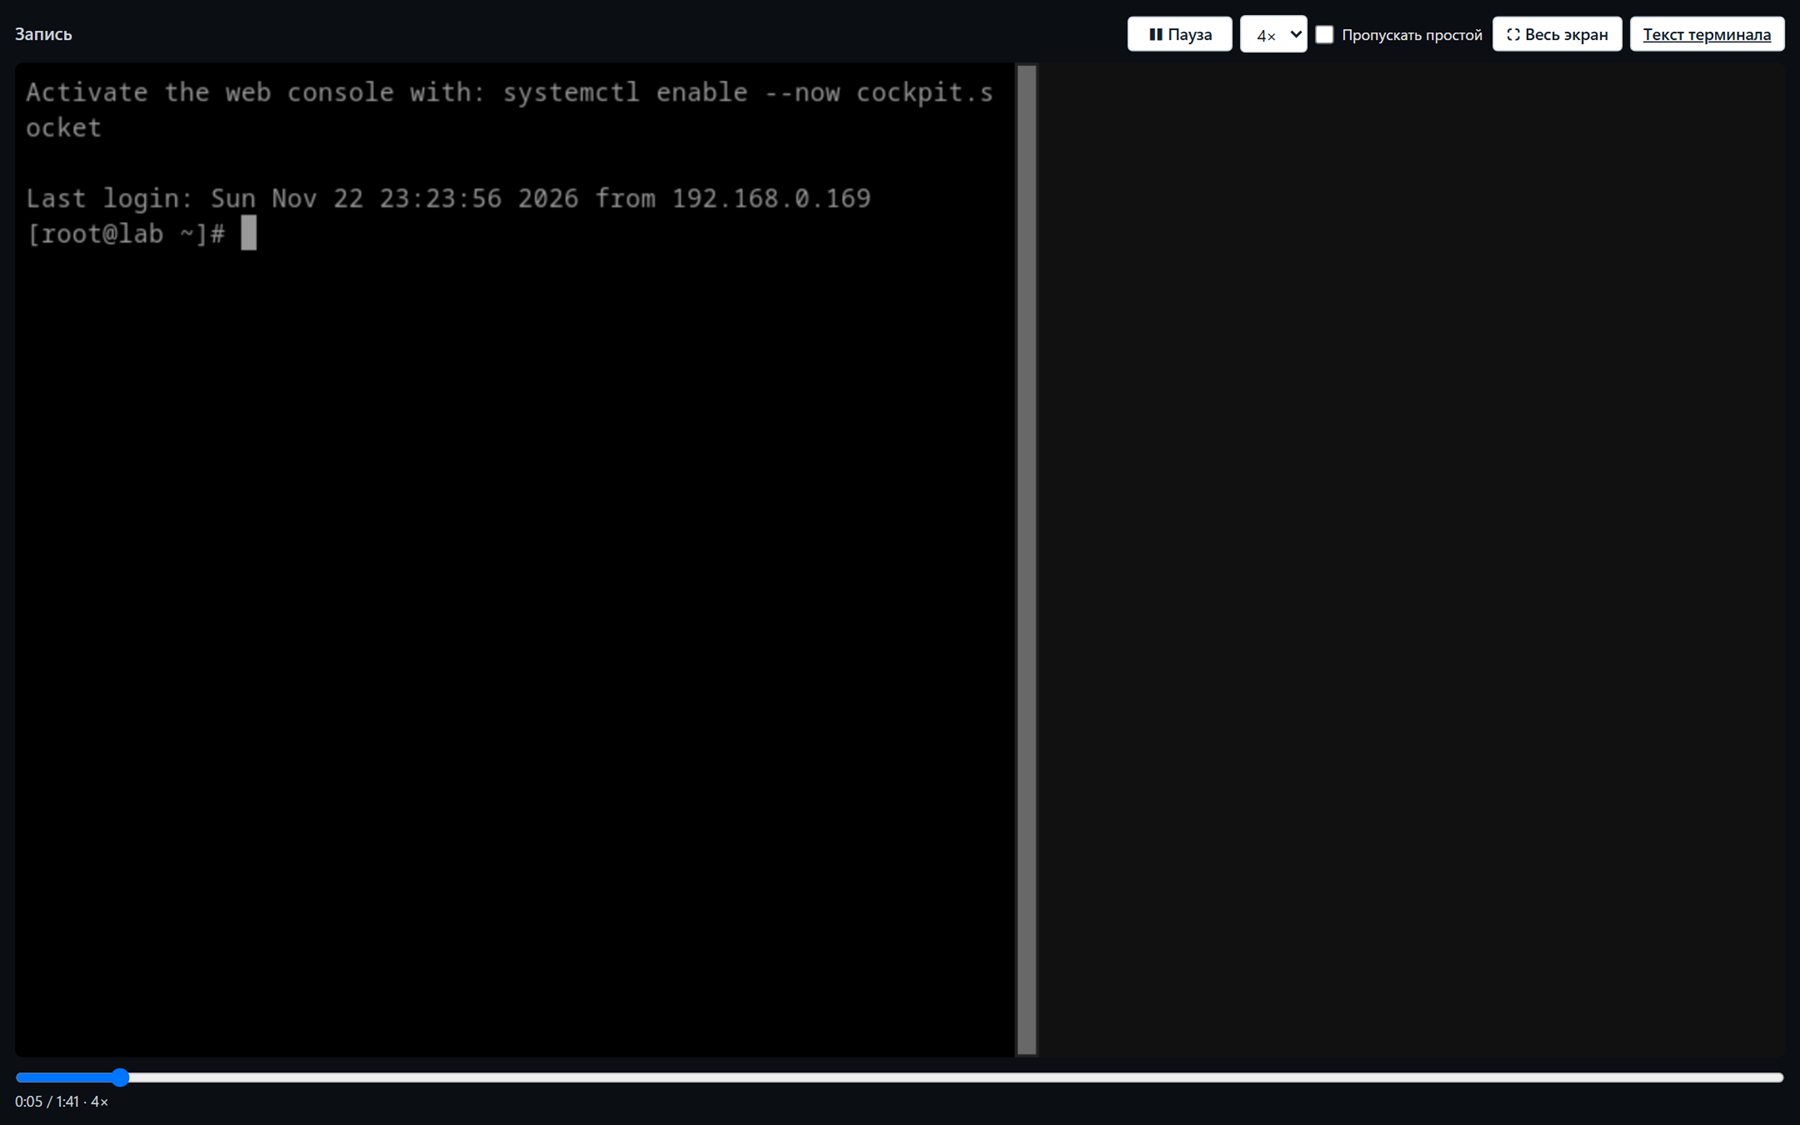 Запись
Пауза
4×
Пропускать простой
Весь экран
Текст терминала
Activate the web console with: systemctl enable --now cockpit.s
ocket
Last login: Sun Nov 22 23:23:56 2026 from 192.168.0.169
[root@lab ~]#
0:05 / 1:41 · 4×